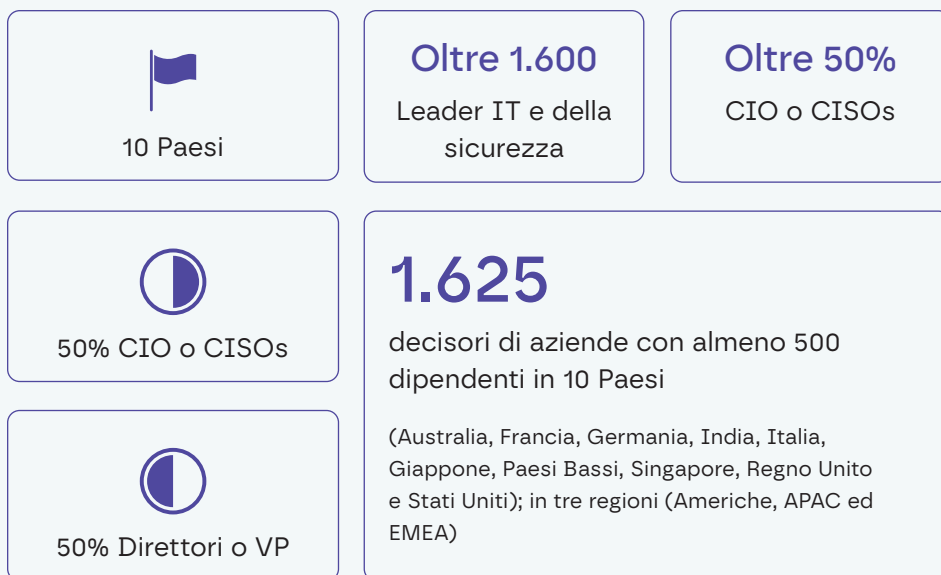 10 Paesi
Oltre 1.600
Leader IT e della
sicurezza
Oltre 50%
CIO o CISOs
50% CIO o CISOs
50% Direttori o VP
1.625
decisori di aziende con almeno 500
dipendenti in 10 Paesi
(Australia, Francia, Germania, India, Italia,
Giappone, Paesi Bassi, Singapore, Regno Unito
e Stati Uniti); in tre regioni (Americhe, APAC ed
EMEA)